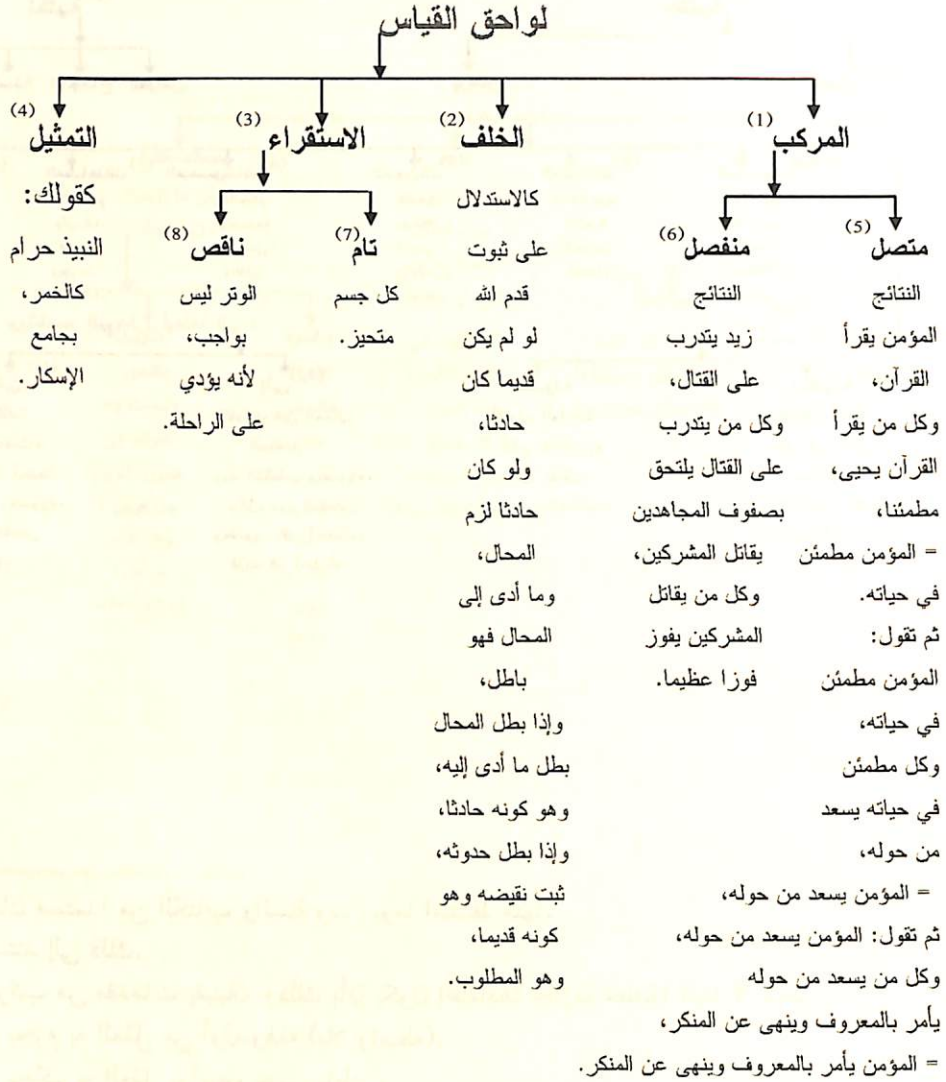 لواحق القياس
المركب(1)
الخلف(2)
الاستقراء(3)
التمثيل(4)
متصل(5)
النتائج
المؤمن يقرأ
القرآن،
وكل من يقرأ
القرآن يحيى،
مطمئنا،
= المؤمن مطمئن
في حياته.
ثم تقول:
المؤمن مطمئن
في حياته،
وكل مطمئن
في حياته يسعد
من حوله،
= المؤمن يسعد من حوله،
ثم تقول: المؤمن يسعد من حوله،
وكل من يسعد من حوله
يأمر بالمعروف وينهى عن المنكر،
= المؤمن يأمر بالمعروف وينهى عن المنكر.
منفصل(6)
النتائج
زيد يتدرب
على القتال،
وكل من يتدرب
على القتال يلتحق
بصفوف المجاهدين
يقاتل المشركين،
وكل من يقاتل
المشركين يفوز
فوزا عظيما.
كالاستدلال
على ثبوت
قدم الله
لو لم يكن
قديما كان
حادثا،
ولو كان
حادثا لزم
المحال،
وما أدى إلى
المحال فهو
باطل،
وإذا بطل المحال
بطل ما أدى إليه،
وهو كونه حادثا،
وإذا بطل حدوثه،
ثبت نقيضه وهو
كونه قديما،
وهو المطلوب.
تام(7)
كل جسم
متحيز.
ناقص(8)
الوتر ليس
بواجب،
لأنه يؤدي
على الراحلة.
كقولك:
النبيذ حرام
كالخمر،
بجامع
الإسكار.